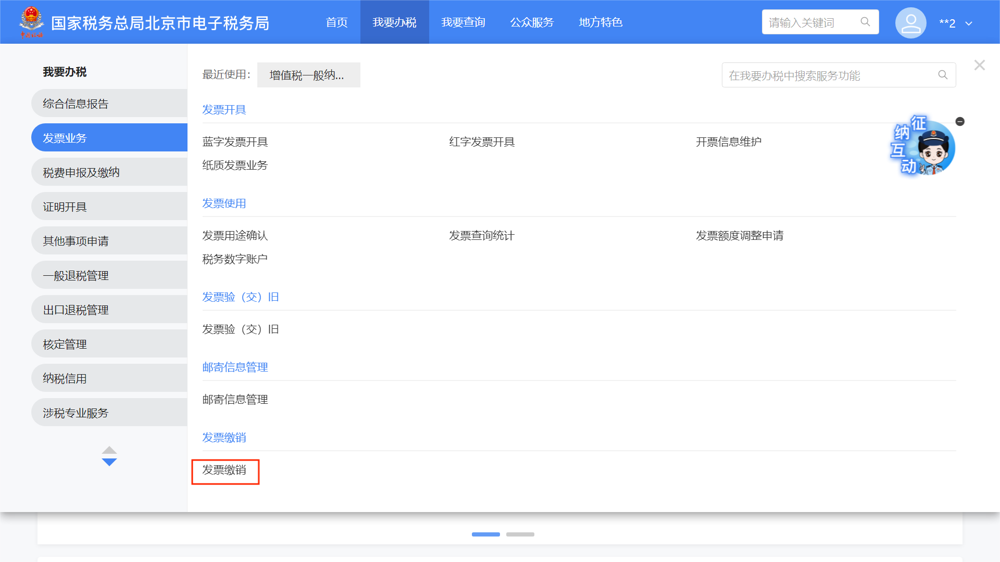 国家税务总局北京市电子税务局
首页
我要办税
我要查询
公众服务
地方特色
请输入关键词
**2
我要办税
综合信息报告
发票业务
税费申报及缴纳
证明开具
其他事项申请
一般退税管理
出口退税管理
核定管理
纳税信用
涉税专业服务
最近使用：
增值税一般纳...
在我要办税中搜索服务功能
发票开具
蓝字发票开具
红字发票开具
开票信息维护
纸质发票业务
征纳互动
发票使用
发票用途确认
发票查询统计
发票额度调整申请
税务数字账户
发票验（交）旧
发票验（交）旧
邮寄信息管理
邮寄信息管理
发票缴销
发票缴销